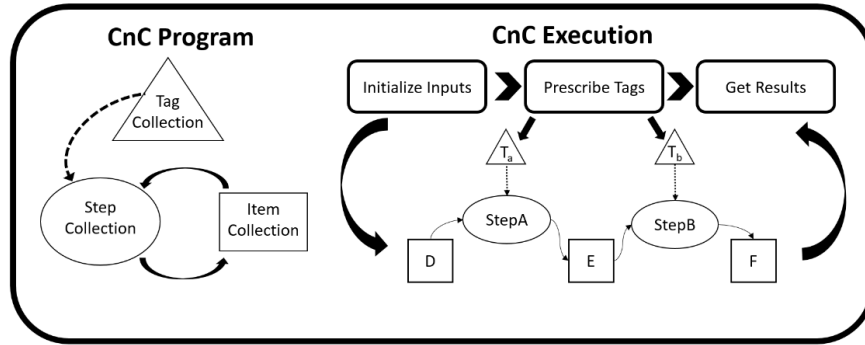 CnC Program
Tag
Collection
Step
Collection
Item
Collection
CnC Execution
Initialize Inputs
Prescribe Tags
Get Results
Ta
Tb
StepA
StepB
D
E
F